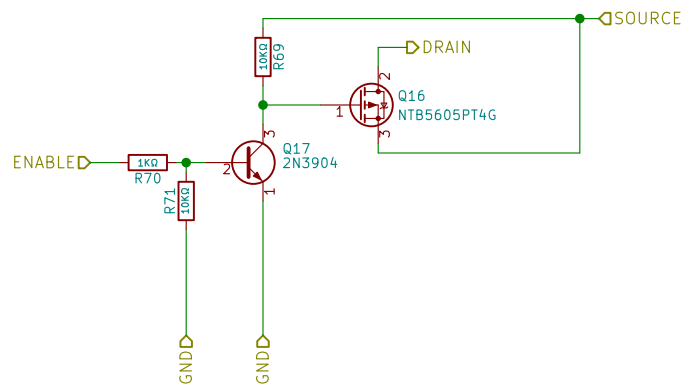 SOURCE
10KΩ
R69
DRAIN
2
Q16
NTB5605PT4G
1
3
3
Q17
2N3904
ENABLE
1KΩ
R70
2
1
R71
10KΩ
GND
GND